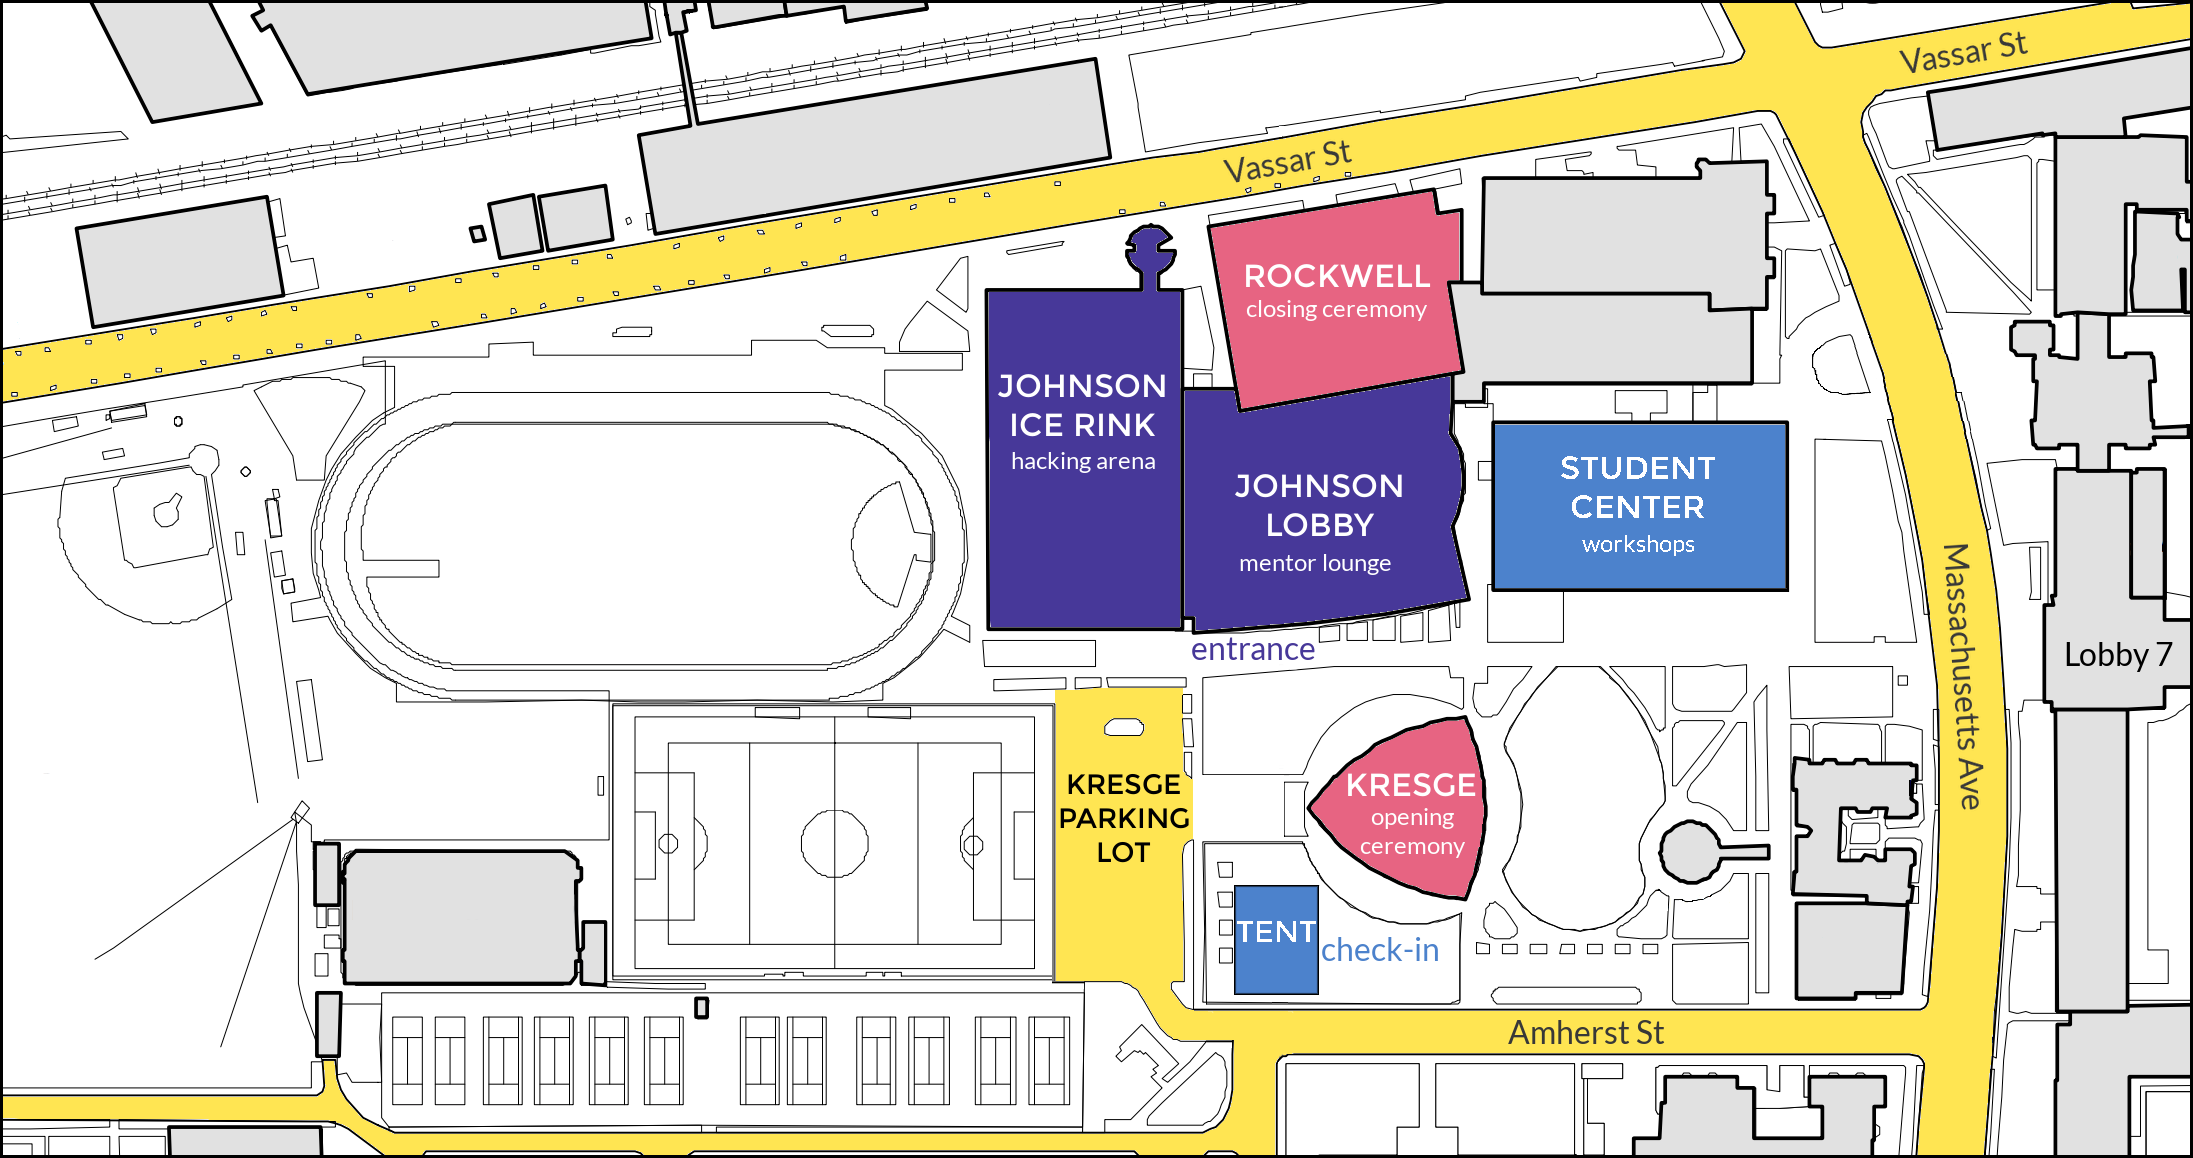 Vassar St
Vassar St
ROCKWELL
closing ceremony
JOHNSON
ICE RINK
hacking arena
JOHNSON
LOBBY
mentor lounge
STUDENT
CENTER
workshops
entrance
Massachusetts Ave
Lobby 7
KRESGE
PARKING
LOT
KRESGE
opening
ceremony
TENT
check-in
Amherst St